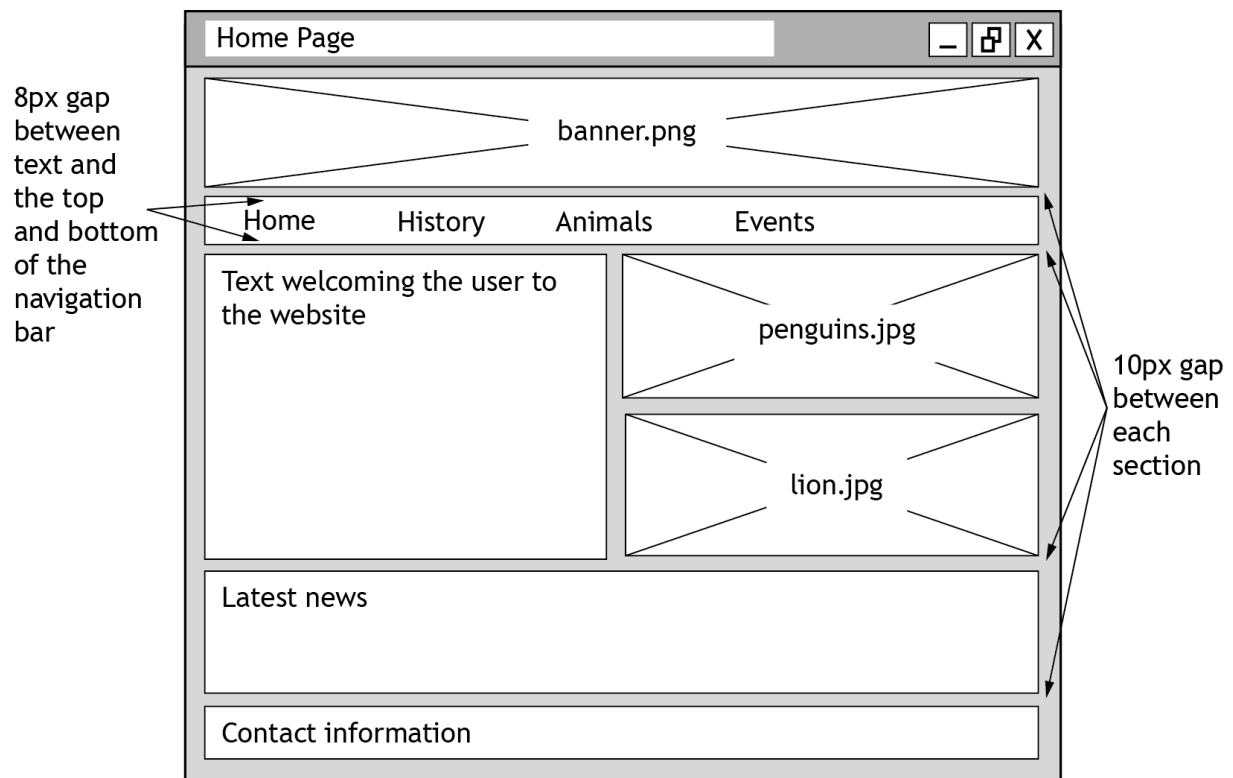 Home Page
X
8px gap
between
text and
the top
and bottom
of the
navigation
bar
banner.png
Home History Animals Events
Text welcoming the user to
the website
penguins.jpg
lion.jpg
10px gap
between
each
section
Latest news
Contact information